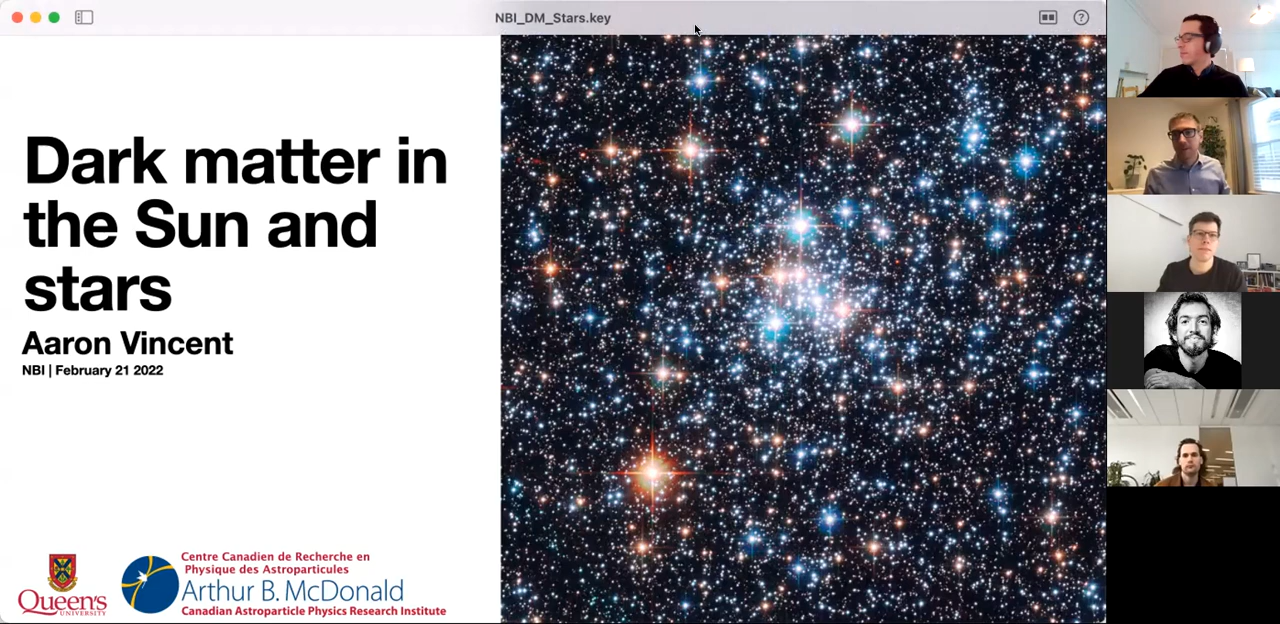 NBI_DM_Stars.key
Dark matter in
the Sun and
stars
Aaron Vincent
NBI | February 21 2022
Queen's
UNIVERSITY
Centre Canadien de Recherche en
Physique des Astroparticules
Arthur B. McDonald
Canadian Astroparticle Physics Research Institute